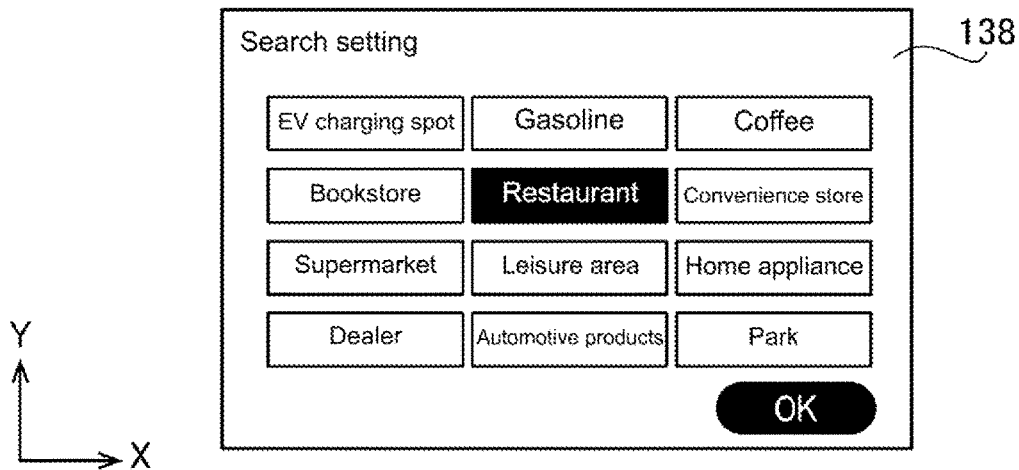 138
Search setting
EV charging spot Gasoline Coffee
Bookstore Restaurant Convenience store
Supermarket Leisure area Home appliance
Dealer Automotive products Park
OK
Y
X